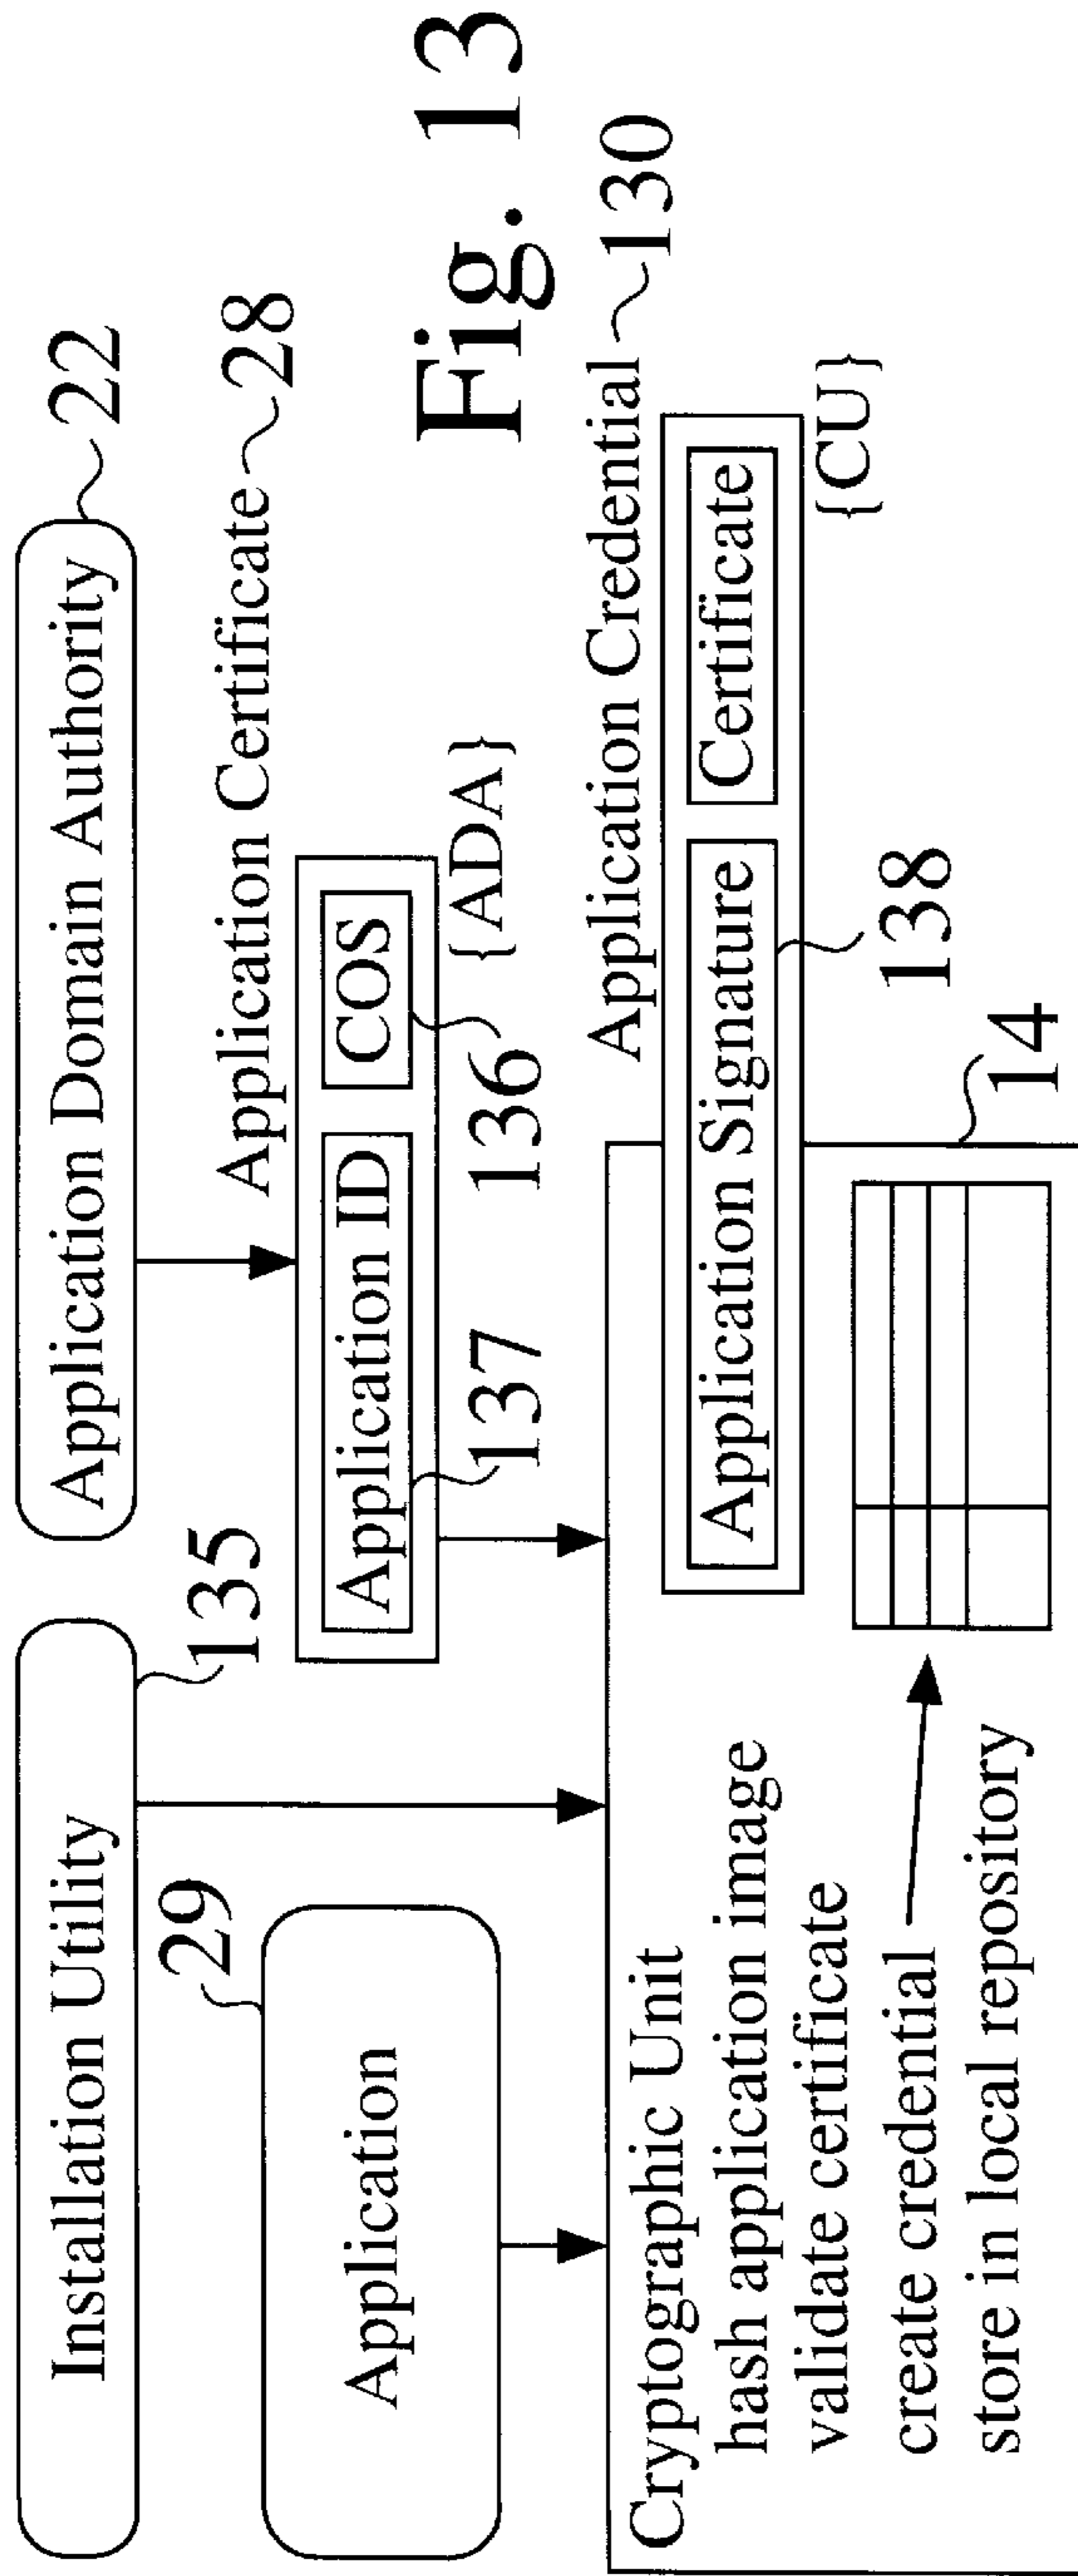 Installation Utility
135
Application Domain Authority
22
29
Application
Application Certificate
28
Application ID
COS
{ADA}
137
136
Fig. 13
Cryptographic Unit
hash application image
validate certificate
create credential
store in local repository
Application Credential
130
Application Signature
Certificate
{CU}
138
14